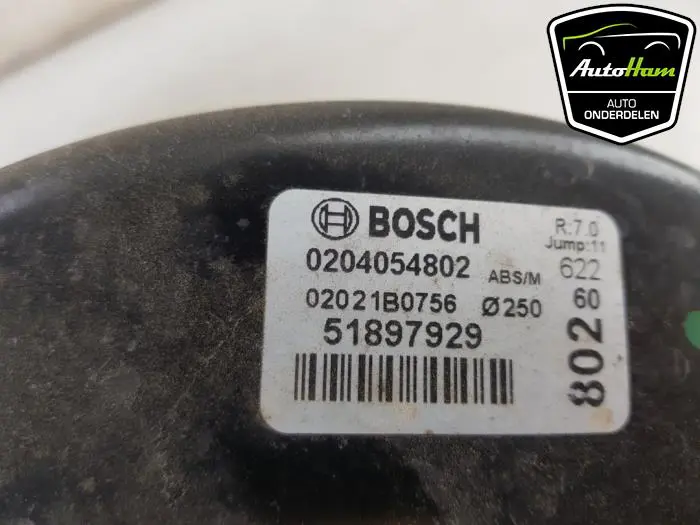 AutoHam
AUTO
ONDERDELEN
BOSCH
R:7.0
Jump:11
0204054802 ABS/M 622
02021B0756 Ø250 60
51897929
802